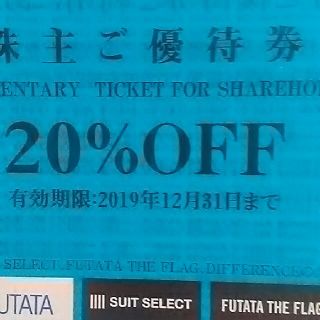 株主ご優待券
ENTARY TICKET FOR SHAREHO
20%OFF
有効期限:2019年12月31日まで
SELECT. FUTATA THE FLAG. DIFFERENCE
FUTATA SUIT SELECT FUTATA THE FLA